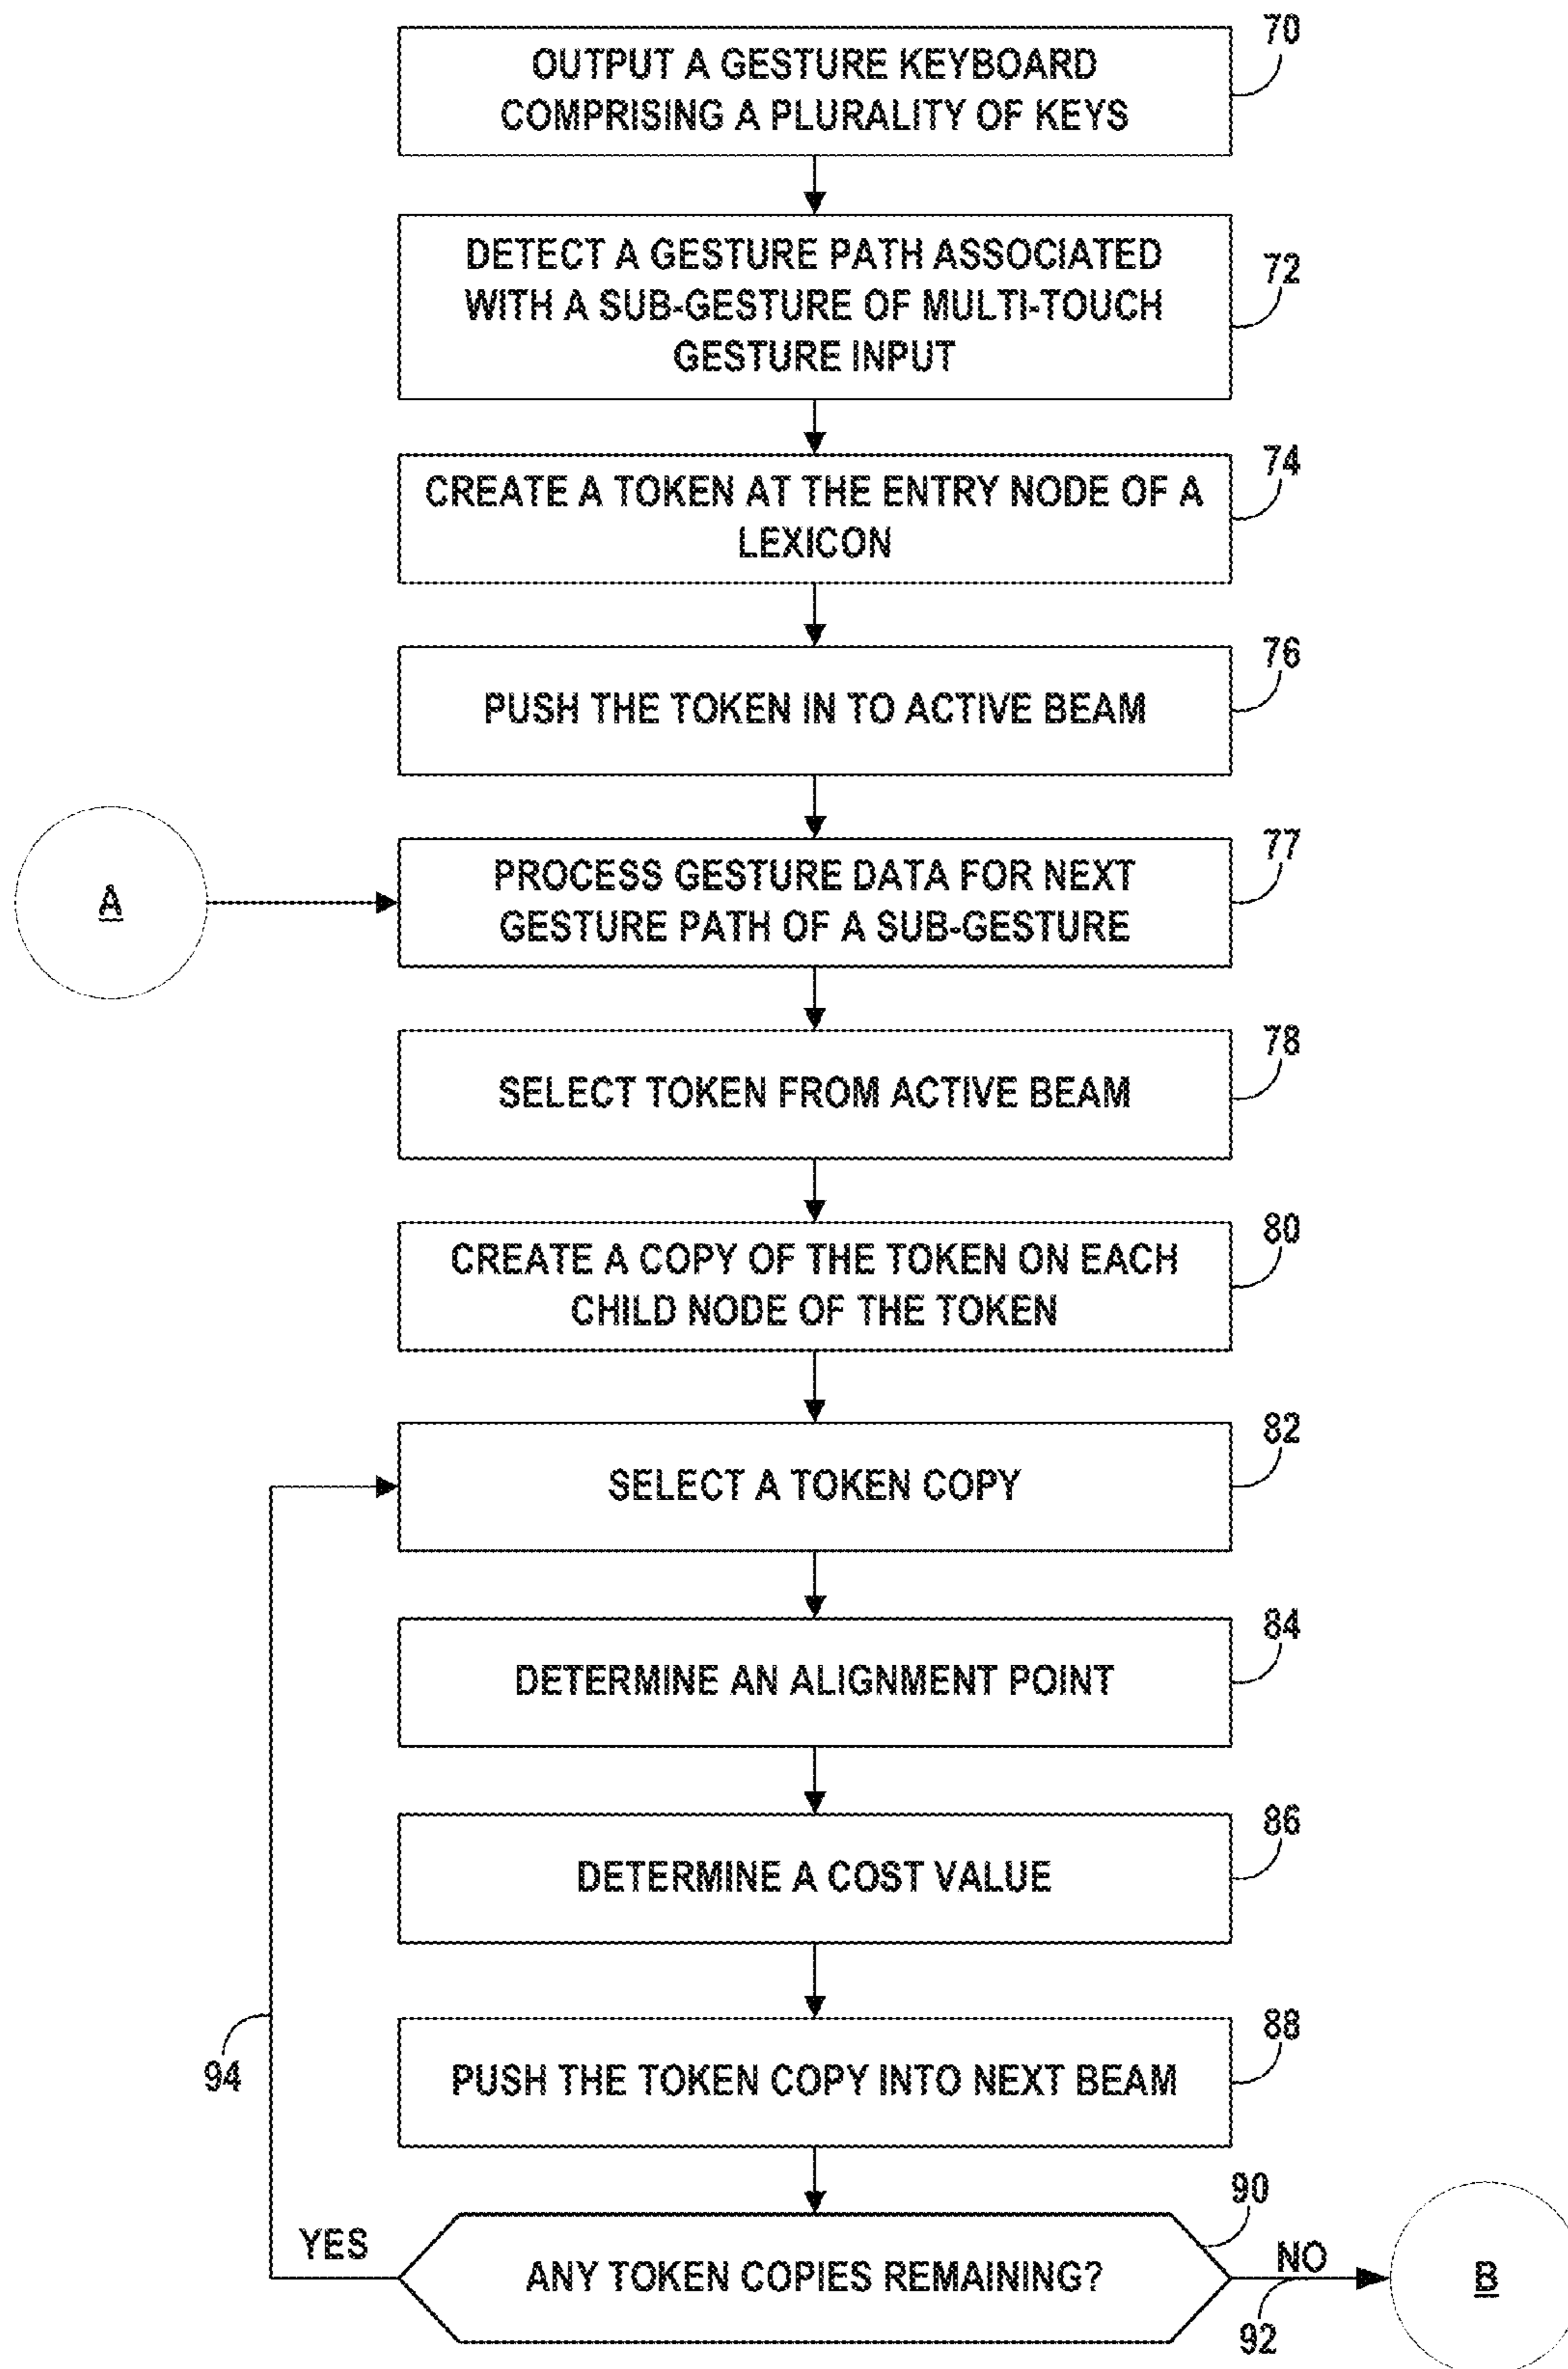 70
OUTPUT A GESTURE KEYBOARD
COMPRISING A PLURALITY OF KEYS
72
DETECT A GESTURE PATH ASSOCIATED
WITH A SUB-GESTURE OF MULTI-TOUCH
GESTURE INPUT
74
CREATE A TOKEN AT THE ENTRY NODE OF A
LEXICON
76
PUSH THE TOKEN IN TO ACTIVE BEAM
77
A
PROCESS GESTURE DATA FOR NEXT
GESTURE PATH OF A SUB-GESTURE
78
SELECT TOKEN FROM ACTIVE BEAM
80
CREATE A COPY OF THE TOKEN ON EACH
CHILD NODE OF THE TOKEN
82
SELECT A TOKEN COPY
84
DETERMINE AN ALIGNMENT POINT
86
DETERMINE A COST VALUE
88
PUSH THE TOKEN COPY INTO NEXT BEAM
94
90
YES
ANY TOKEN COPIES REMAINING?
NO
B
92